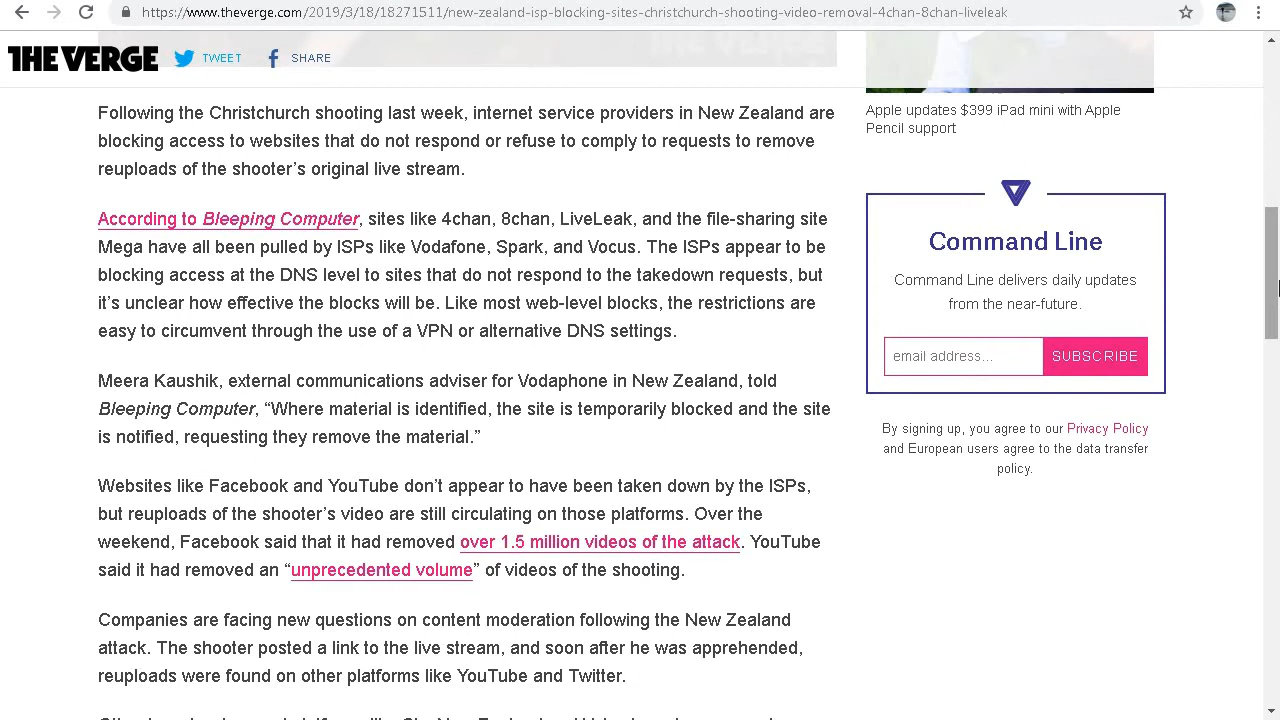 https://www.theverge.com/2019/3/18/18271511/new-zealand-isp-blocking-sites-christchurch-shooting-video-removal-4chan-8chan-liveleak
THE VERGE TWEET SHARE
Following the Christchurch shooting last week, internet service providers in New Zealand are
blocking access to websites that do not respond or refuse to comply to requests to remove
reuploads of the shooter's original live stream.
According to Bleeping Computer, sites like 4chan, 8chan, LiveLeak, and the file-sharing site
Mega have all been pulled by ISPs like Vodafone, Spark, and Vocus. The ISPs appear to be
blocking access at the DNS level to sites that do not respond to the takedown requests, but
it's unclear how effective the blocks will be. Like most web-level blocks, the restrictions are
easy to circumvent through the use of a VPN or alternative DNS settings.
Meera Kaushik, external communications adviser for Vodaphone in New Zealand, told
Bleeping Computer, “Where material is identified, the site is temporarily blocked and the site
is notified, requesting they remove the material.”
Websites like Facebook and YouTube don't appear to have been taken down by the ISPs,
but reuploads of the shooter's video are still circulating on those platforms. Over the
weekend, Facebook said that it had removed over 1.5 million videos of the attack. YouTube
said it had removed an “unprecedented volume” of videos of the shooting.
Companies are facing new questions on content moderation following the New Zealand
attack. The shooter posted a link to the live stream, and soon after he was apprehended,
reuploads were found on other platforms like YouTube and Twitter.
Apple updates $399 iPad mini with Apple
Pencil support
Command Line
Command Line delivers daily updates
from the near-future.
email address...
SUBSCRIBE
By signing up, you agree to our Privacy Policy
and European users agree to the data transfer
policy.